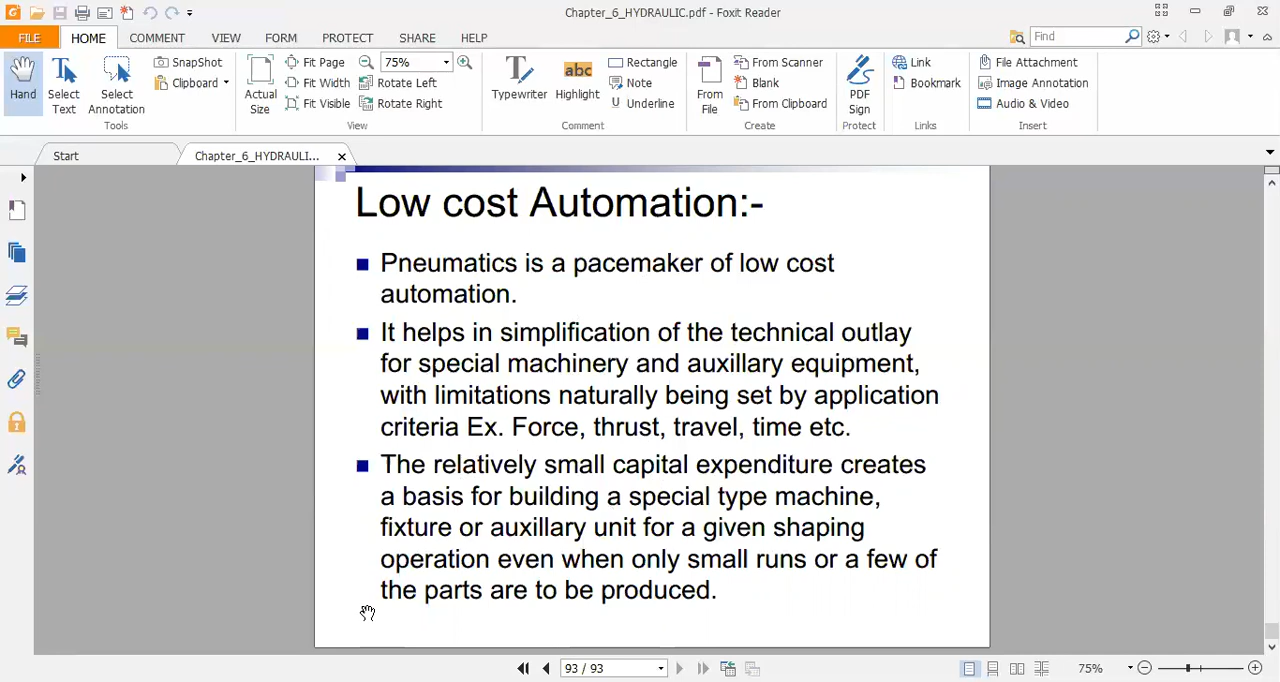 Chapter_6_HYDRAULIC.pdf - Foxit Reader
FILE HOME COMMENT VIEW FORM PROTECT SHARE HELP
Find
Hand
Select
Text
Select
Annotation
SnapShot
Clipboard
Tools
Actual
Size
Fit Page
Fit Width
Fit Visible
75%
Rotate Left
Rotate Right
View
Typewriter
abc
Highlight
Rectangle
Note
U Underline
Comment
From
File
From Scanner
Blank
From Clipboard
Create
PDF
Sign
Protect
Link
Bookmark
Links
File Attachment
Image Annotation
Audio & Video
Insert
Start
Chapter_6_HYDRAULI...
Low cost Automation:-
Pneumatics is a pacemaker of low cost
automation.
It helps in simplification of the technical outlay
for special machinery and auxillary equipment,
with limitations naturally being set by application
criteria Ex. Force, thrust, travel, time etc.
The relatively small capital expenditure creates
a basis for building a special type machine,
fixture or auxillary unit for a given shaping
operation even when only small runs or a few of
the parts are to be produced.
93 / 93
75%